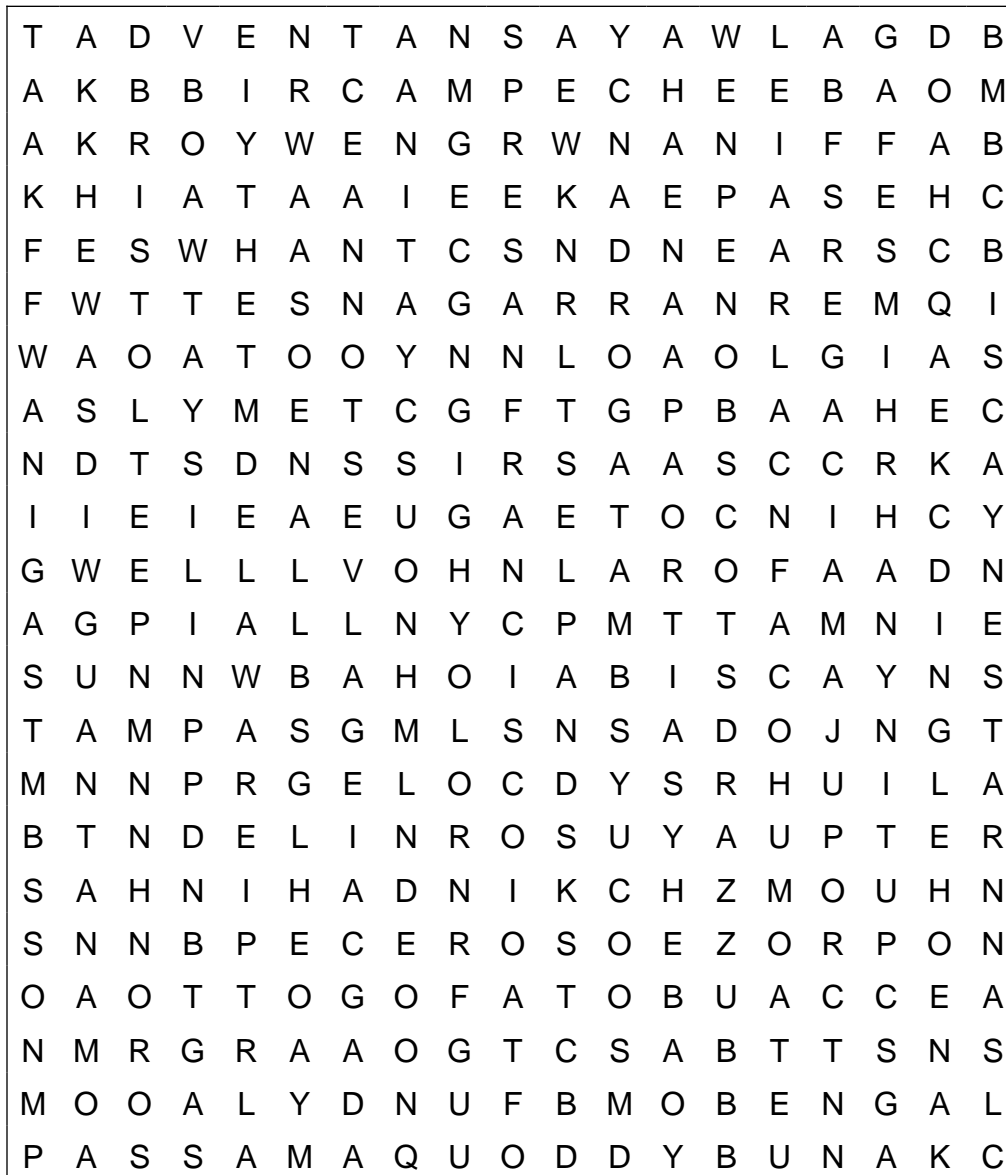 T A D V E N T A N S A Y A W L A G D B
A K B B I R C A M P E C H E E B A O M
A K R O Y W E N G R W N A N I F F A B
K H I A T A A I E E K A E P A S E H C
F E S W H A N T C S N D N E A R S C B
F W T T E S N A G A R R A N R E M Q I
W A O A T O O Y N N L O A O L G I A S
A S L Y M E T C G F T G P B A A H E C
N D T S D N S S I R S A A S C C R K A
I I E I E A E U G A E T O C N I H C Y
G W E L L L V O H N L A R O F A A D N
A G P I A L L N Y C P M T T A M N I E
S U N N W B A H O I A B I S C A Y N S
T A M P A S G M L S N S A D O J N G T
M N N P R G E L O C D Y S R H U I L A
B T N D E L I N R O S U Y A U P T E R
S A H N I H A D N I K C H Z M O U H N
S N N B P E C E R O S O E Z O R P O N
O A O T T O G O F A T O B U A C C E A
N M R G R A A O G T C S A B T T S N S
M O O A L Y D N U F B M O B E N G A L
P A S S A M A Q U O D D Y B U N A K C